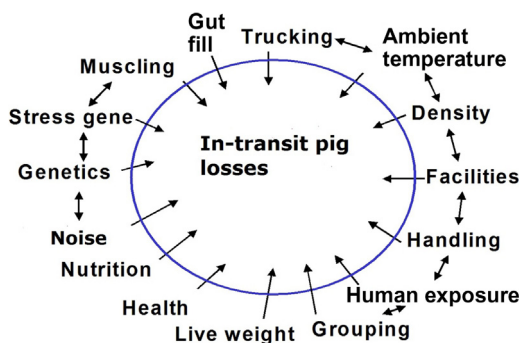 Gut
fill
Trucking
Ambient
temperature
Muscling
Density
Stress gene
In-transit pig
losses
Genetics
Facilities
Noise
Handling
Nutrition
Human exposure
Health
Live weight
Grouping